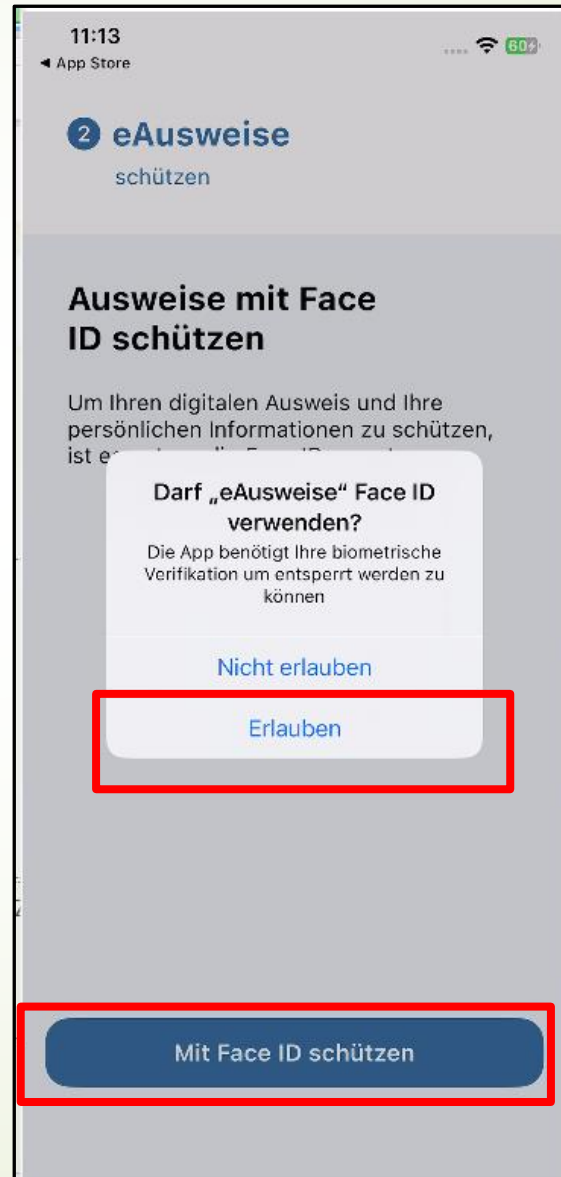 11:13
60
◀ App Store
2 eAusweise
schützen
Ausweise mit Face
ID schützen
Um Ihren digitalen Ausweis und Ihre
persönlichen Informationen zu schützen,
ist
Darf „eAusweise“ Face ID
verwenden?
Die App benötigt Ihre biometrische
Verifikation um entsperrt werden zu
können
Nicht erlauben
Erlauben
Mit Face ID schützen